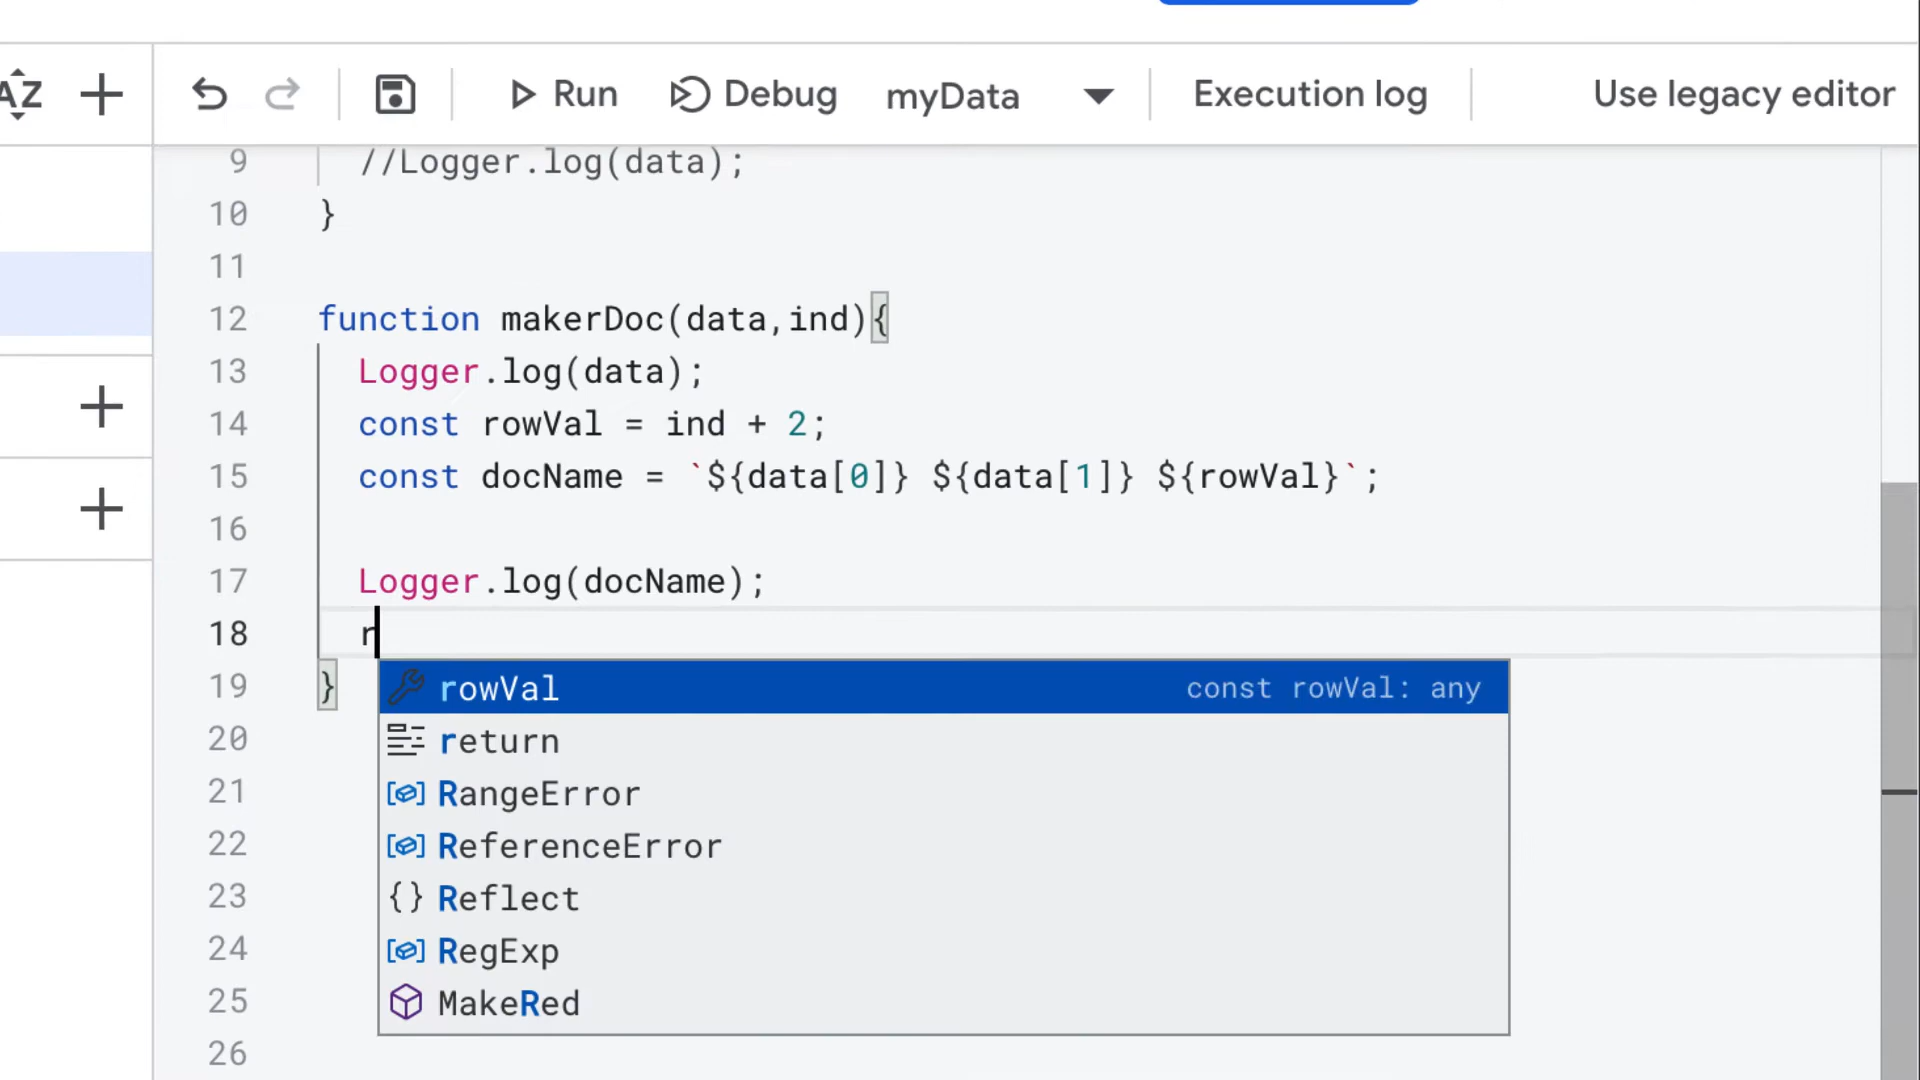 AZ
Run Debug myData Execution log Use legacy editor
9 //Logger.log(data);
10 }
11
12 function makerDoc(data,ind){
13 Logger.log(data);
14 const rowVal = ind + 2;
15 const docName = `${data[0]} ${data[1]} ${rowVal}`;
16
17 Logger.log(docName);
18 r
19 }
rowVal const rowVal: any
20 return
21 RangeError
22 ReferenceError
23 Reflect
24 RegExp
25 MakeRed
26